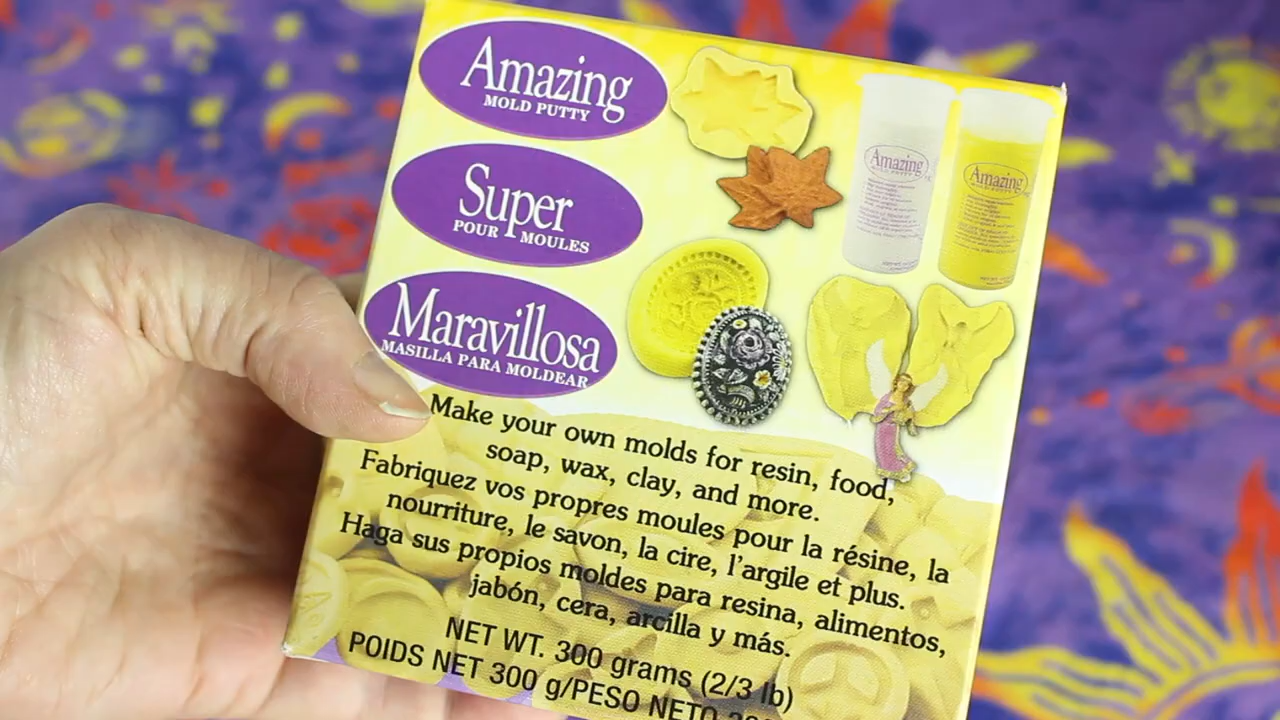 Amazing
MOLD PUTTY
Super
POUR MOULES
Maravillosa
MASILLA PARA MOLDEAR
Amazing
Amazing
Make your own molds for resin, food,
soap, wax, clay, and more.
Fabriquez vos propres moules pour la résine, la
nourriture, le savon, la cire, l'argile et plus.
Haga sus propios moldes para resina, alimentos,
jabón, cera, arcilla y más.
NET WT. 300 grams (2/3 lb)
POIDS NET 300 g/PESO NETO